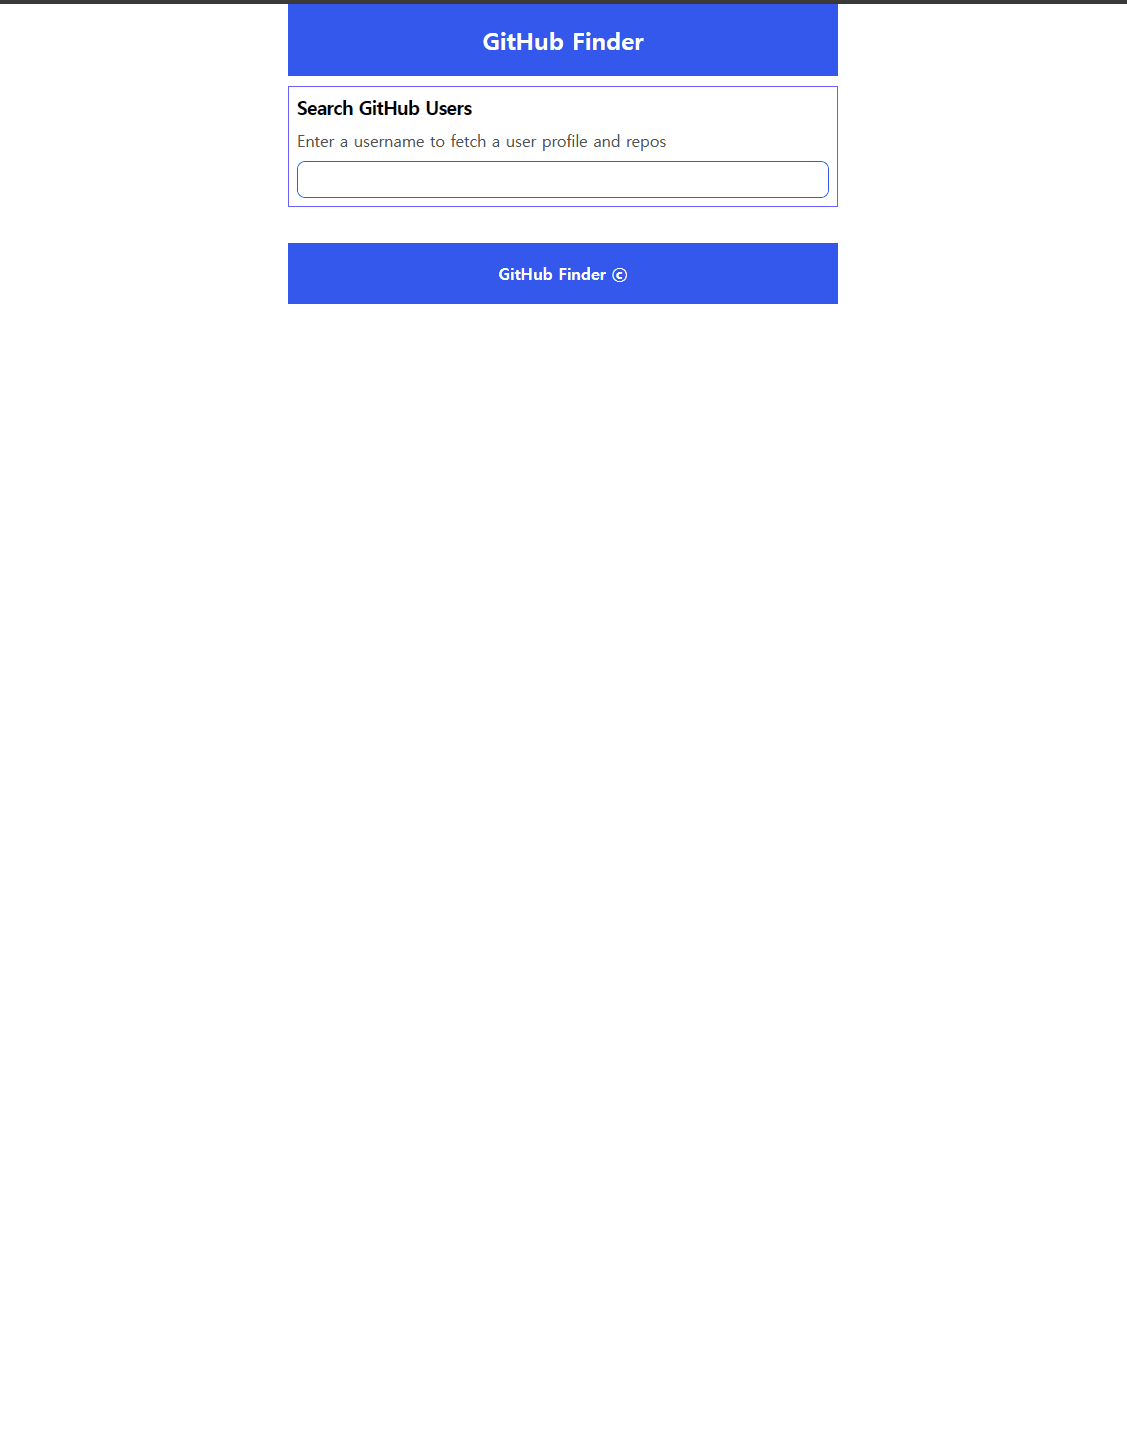 GitHub Finder
Search GitHub Users
Enter a username to fetch a user profile and repos
GitHub Finder ©